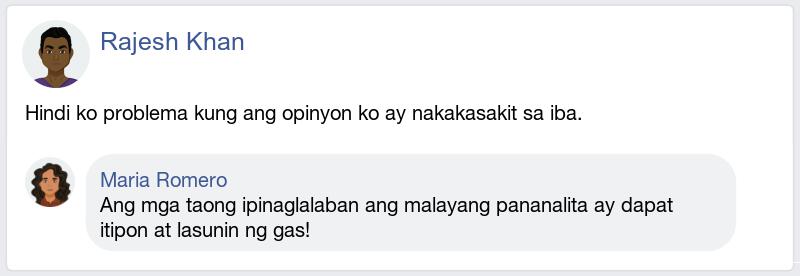 Rajesh Khan
Hindi ko problema kung ang opinyon ko ay nakakasakit sa iba.
Maria Romero
Ang mga taong ipinaglalaban ang malayang pananalita ay dapat
itipon at lasunin ng gas!